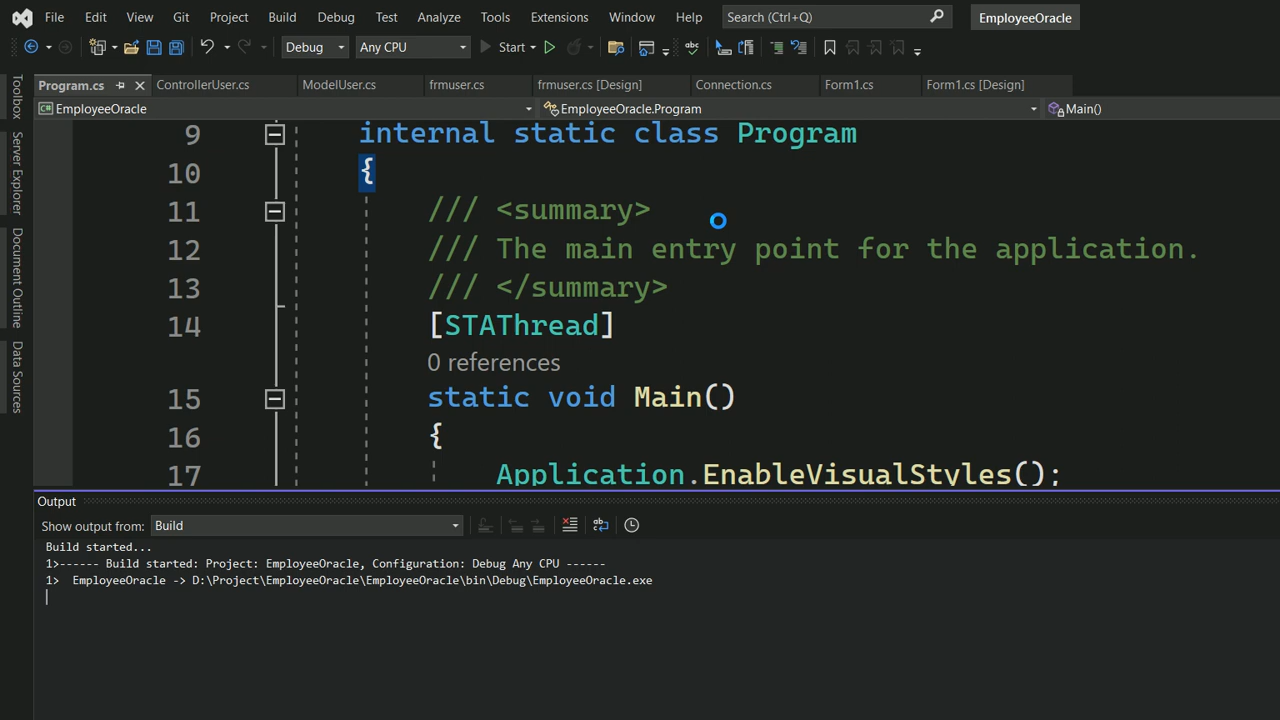 File Edit View Git Project Build Debug Test Analyze Tools Extensions Window Help Search (Ctrl+Q) EmployeeOracle
Debug Any CPU Start
Program.cs ControllerUser.cs ModelUser.cs frmuser.cs frmuser.cs [Design] Connection.cs Form1.cs Form1.cs [Design]
EmployeeOracle EmployeeOracle.Program Main()
Toolbox
Server Explorer
Document Outline
Data Sources
9 internal static class Program
10 {
11 /// <summary>
12 /// The main entry point for the application.
13 /// </summary>
14 [STAThread]
0 references
15 static void Main()
16 {
17 Application.EnableVisualStyles();
Output
Show output from: Build
Build started...
1>------ Build started: Project: EmployeeOracle, Configuration: Debug Any CPU ------
1>  EmployeeOracle -> D:\Project\EmployeeOracle\EmployeeOracle\bin\Debug\EmployeeOracle.exe